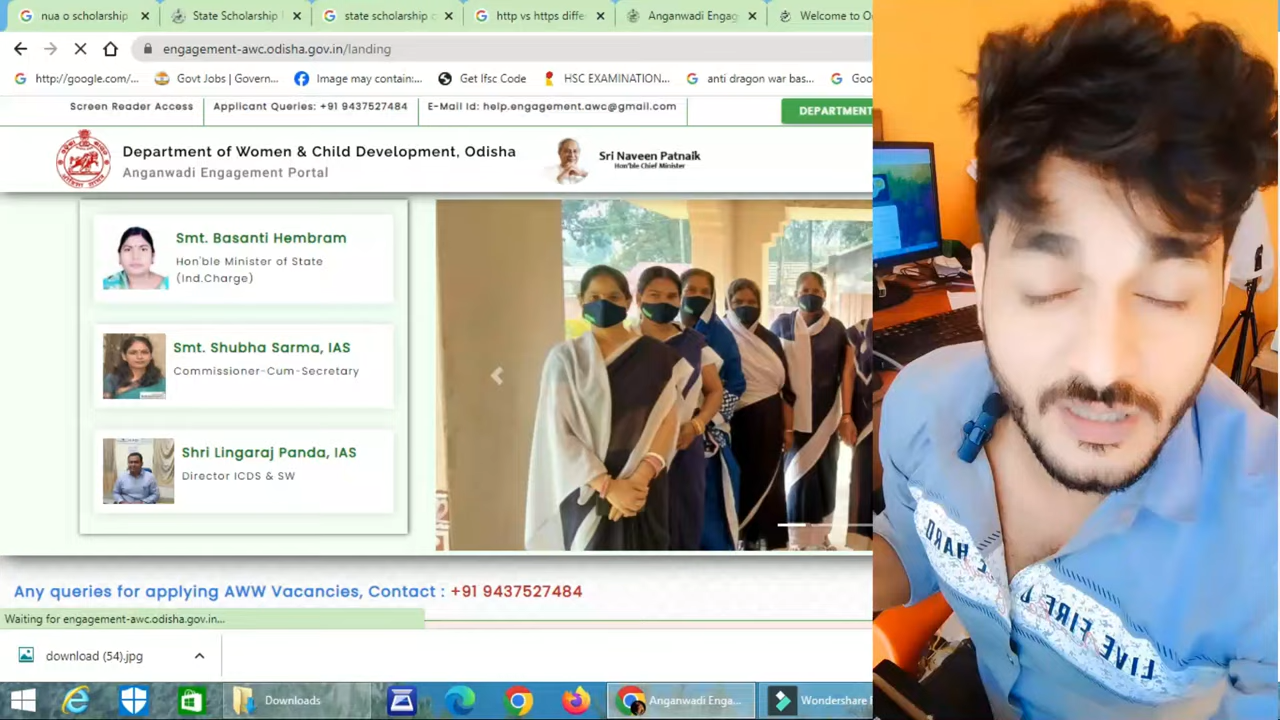 nua o scholarship
State Scholarship
state scholarship
http vs https diffe
Anganwadi Engag
Welcome to O
engagement-awc.odisha.gov.in/landing
http://google.com/...
Govt Jobs | Govern...
Image may contain:...
Get Ifsc Code
HSC EXAMINATION...
anti dragon war bas...
Goo
Screen Reader Access
Applicant Queries: +91 9437527484
E-Mail Id: help.engagement.awc@gmail.com
DEPARTMENT
Department of Women & Child Development, Odisha
Anganwadi Engagement Portal
Sri Naveen Patnaik
Hon'ble Chief Minister
Smt. Basanti Hembram
Hon'ble Minister of State
(Ind.Charge)
Smt. Shubha Sarma, IAS
Commissioner-Cum-Secretary
Shri Lingaraj Panda, IAS
Director ICDS & SW
Any queries for applying AWW Vacancies, Contact : +91 9437527484
Waiting for engagement-awc.odisha.gov.in...
download (54).jpg
Downloads
Anganwadi Enga...
Wondershare
HARD
LIVE FIRE